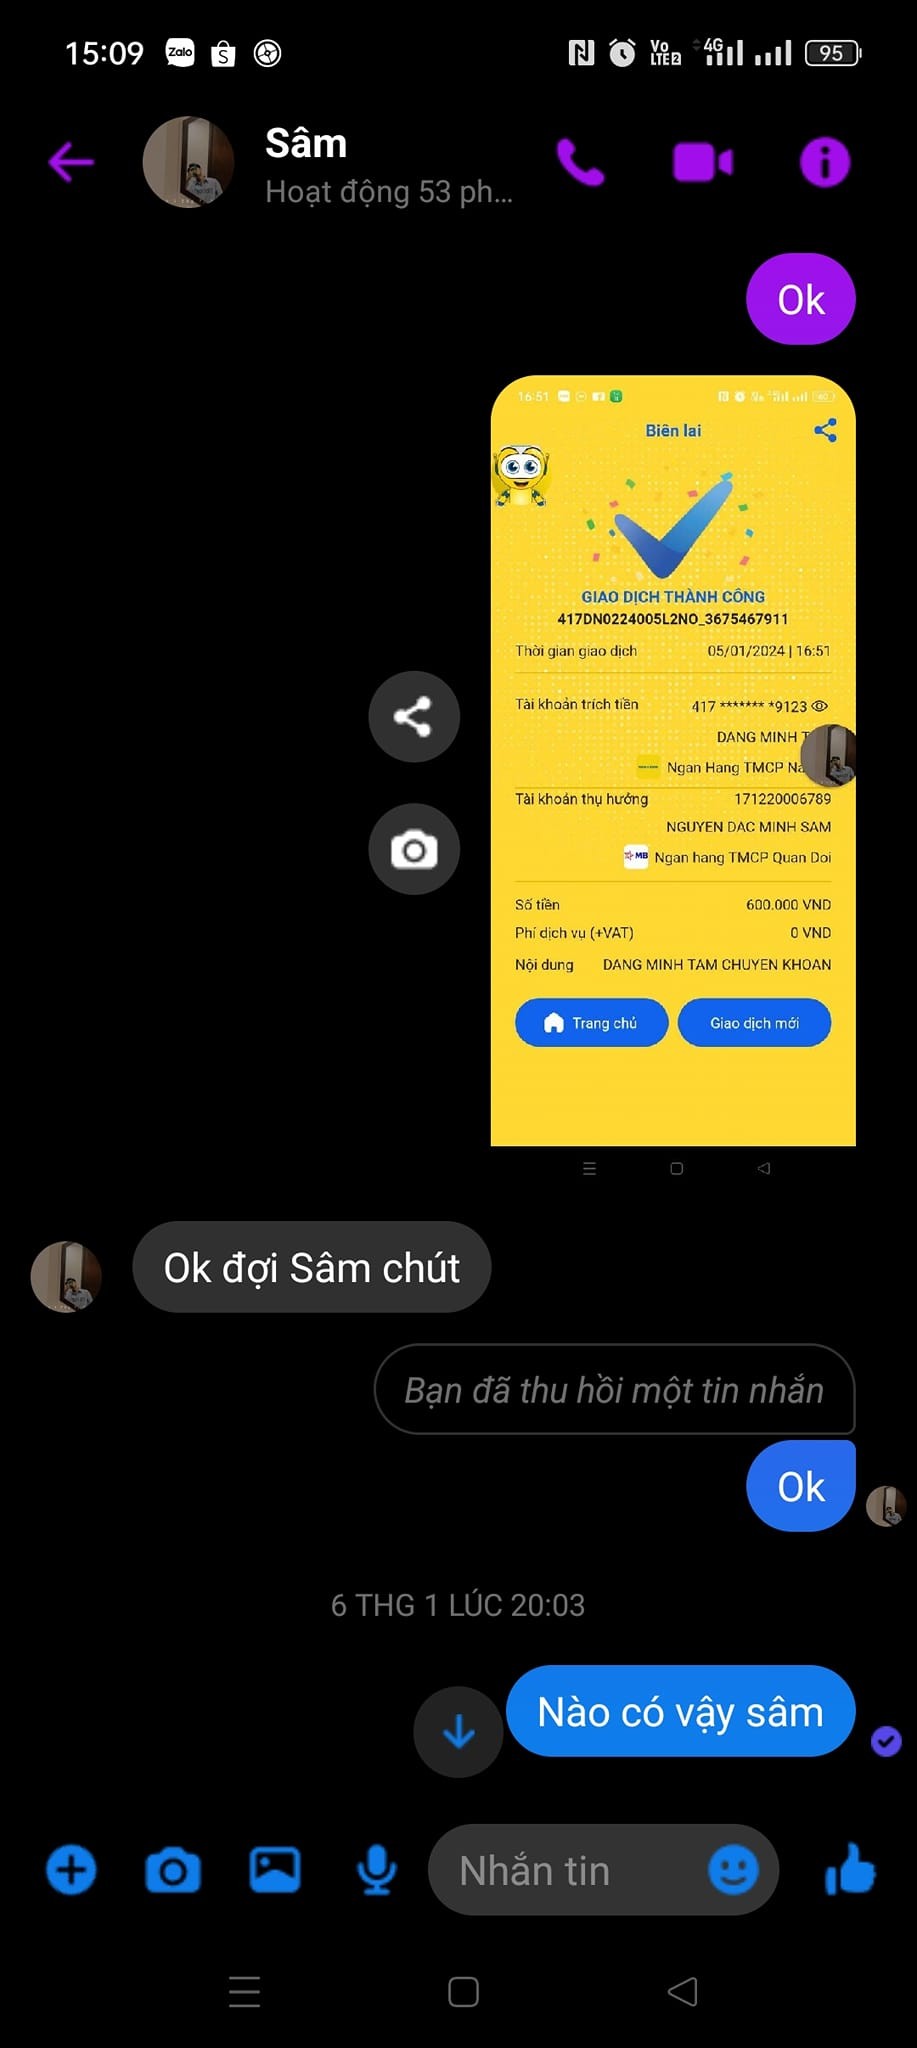 15:09 Zalo S N Vo LTE2 4G 95
Sâm
Hoạt động 53 ph...
Ok
16:51
Biên lai
GIAO DỊCH THÀNH CÔNG
417DN0224005L2NO_3675467911
Thời gian giao dịch 05/01/2024 | 16:51
Tài khoản trích tiền 417 ******* *9123
DANG MINH T
Ngan Hang TMCP Na
Tài khoản thụ hưởng 171220006789
NGUYEN DAC MINH SAM
MB Ngan hang TMCP Quan Doi
Số tiền 600.000 VND
Phí dịch vụ (+VAT) 0 VND
Nội dung DANG MINH TAM CHUYEN KHOAN
Trang chủ Giao dịch mới
Ok đợi Sâm chút
Bạn đã thu hồi một tin nhắn
Ok
6 THG 1 LÚC 20:03
Nào có vậy sâm
Nhắn tin